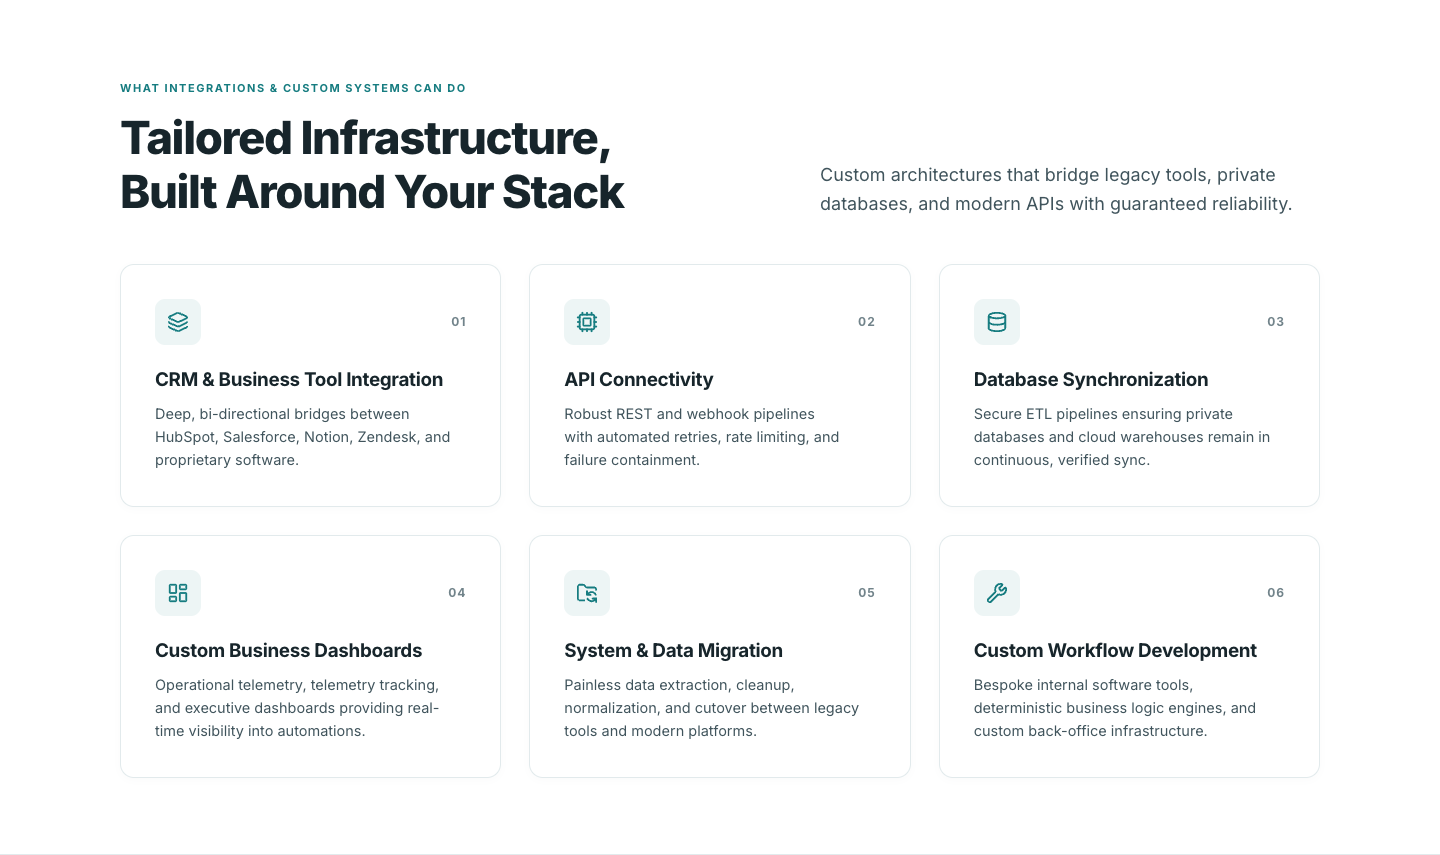 WHAT INTEGRATIONS & CUSTOM SYSTEMS CAN DO
Tailored Infrastructure,
Built Around Your Stack
Custom architectures that bridge legacy tools, private
databases, and modern APIs with guaranteed reliability.
01
CRM & Business Tool Integration
Deep, bi-directional bridges between
HubSpot, Salesforce, Notion, Zendesk, and
proprietary software.
02
API Connectivity
Robust REST and webhook pipelines
with automated retries, rate limiting, and
failure containment.
03
Database Synchronization
Secure ETL pipelines ensuring private
databases and cloud warehouses remain in
continuous, verified sync.
04
Custom Business Dashboards
Operational telemetry, telemetry tracking,
and executive dashboards providing real-
time visibility into automations.
05
System & Data Migration
Painless data extraction, cleanup,
normalization, and cutover between legacy
tools and modern platforms.
06
Custom Workflow Development
Bespoke internal software tools,
deterministic business logic engines, and
custom back-office infrastructure.